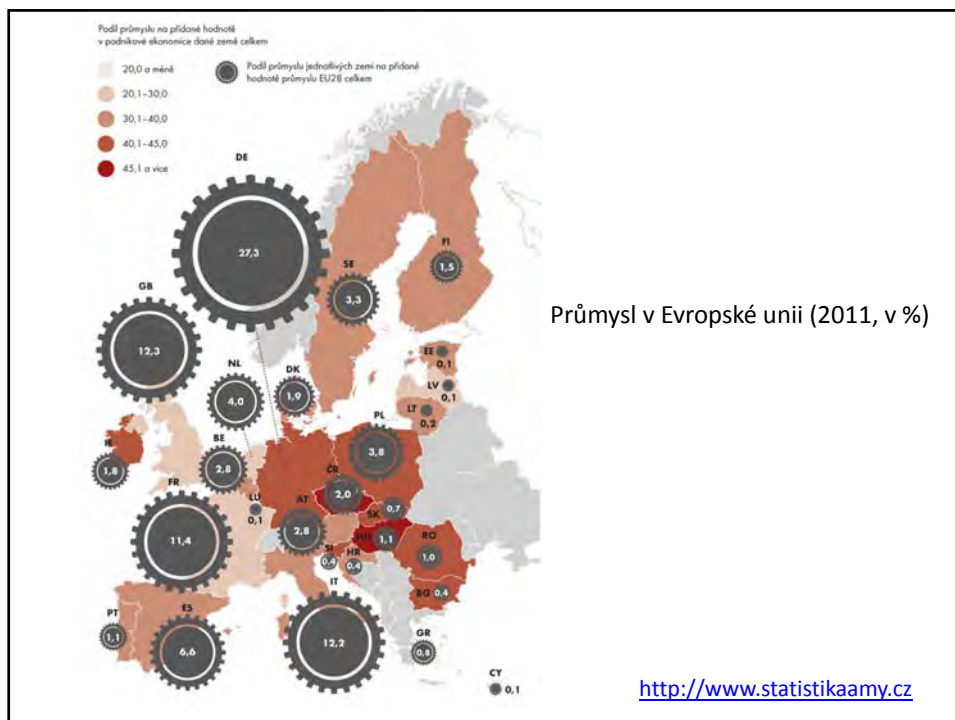 Podíl průmyslu na přidané hodnotě
v podnikové ekonomice dané země celkem
20,0 a méně
20,1–30,0
30,1–40,0
40,1–45,0
45,1 a více
Podíl průmyslu jednotlivých zemí na přidané
hodnotě průmyslu EU28 celkem
DE
27,3
GB
12,3
SE
3,3
FI
1,5
Průmysl v Evropské unii (2011, v %)
EE
0,1
LV
0,1
LT
0,2
NL
4,0
DK
1,9
PL
3,8
IE
1,8
BE
2,8
FR
11,4
LU
0,1
ČR
2,0
AT
2,8
SK
0,7
HU
1,1
RO
1,0
SI
0,4
HR
0,4
BG
0,4
IT
12,2
PT
1,1
ES
6,6
GR
0,8
CY
0,1
http://www.statistikaamy.cz